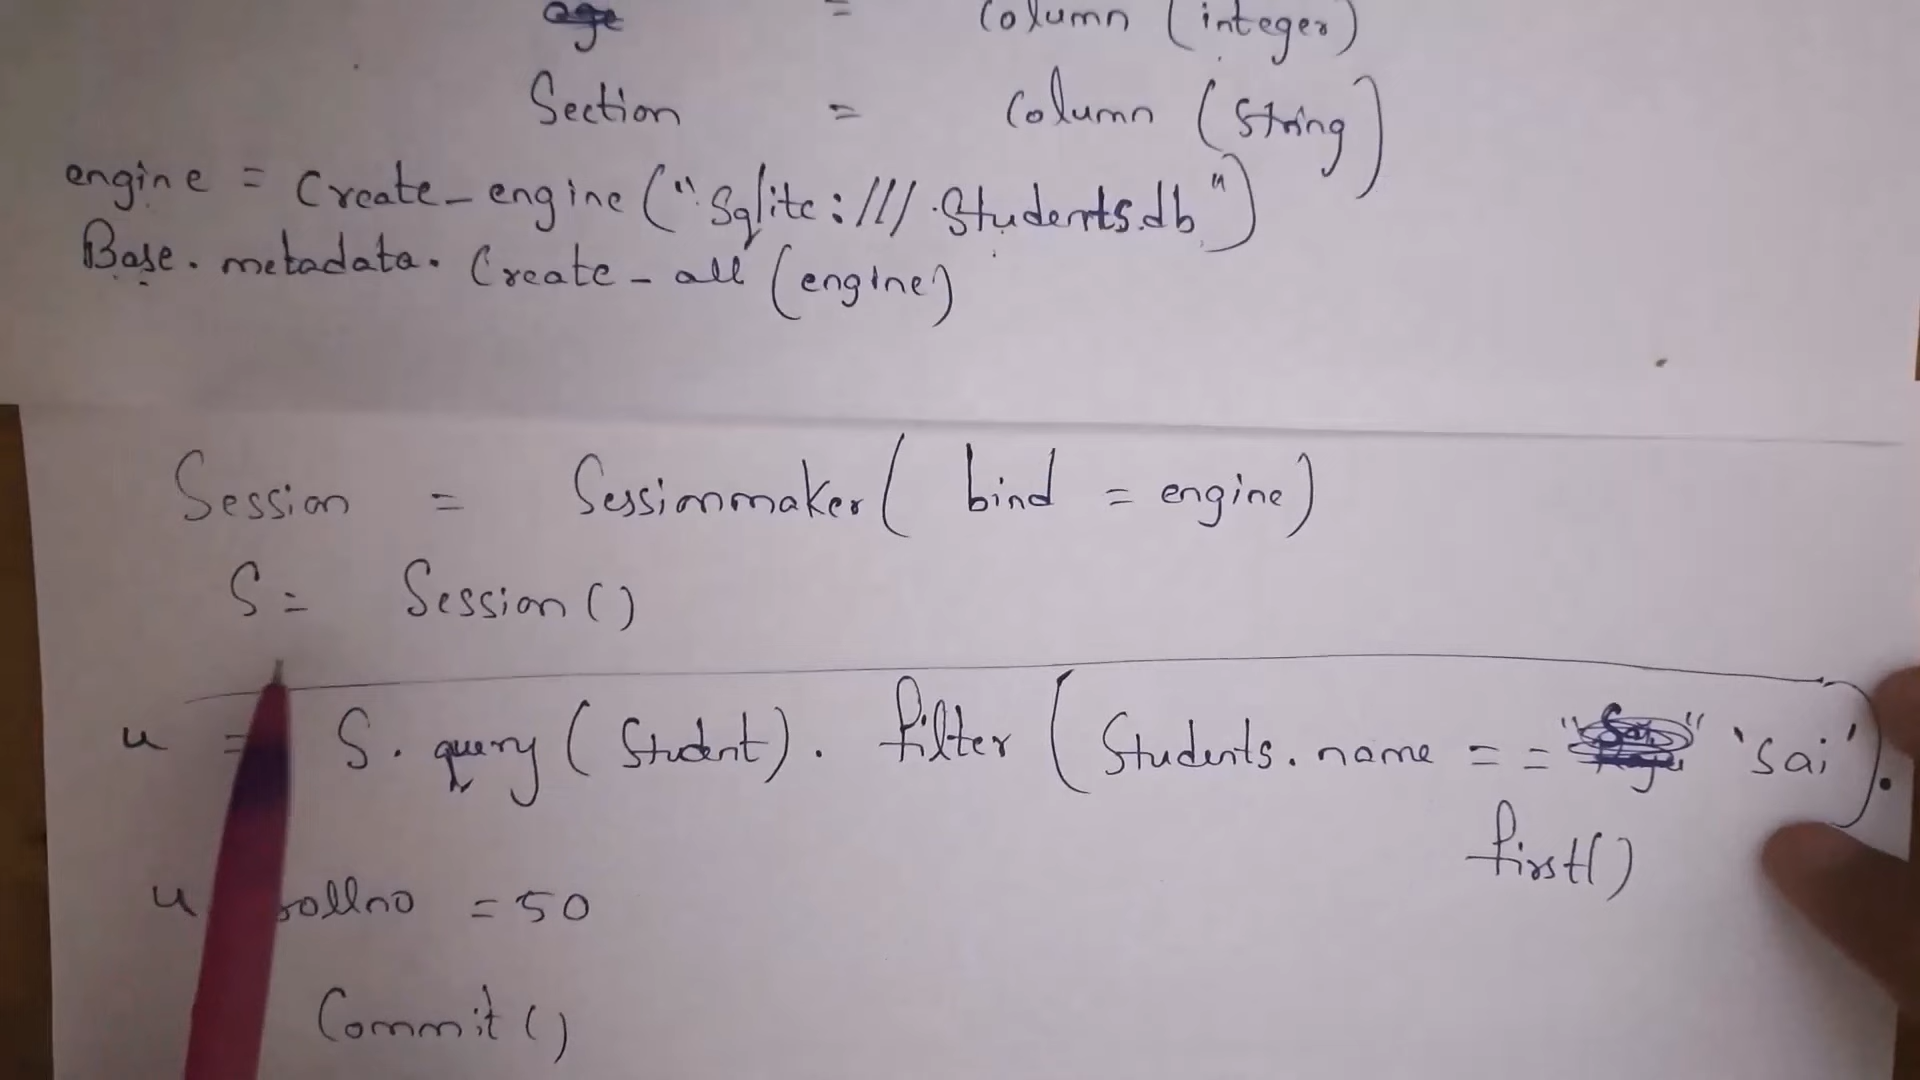 = Column (integer)
Section = Column (String)
engine = Create_engine("Sqlite:///.Students.db")
Base. metadata. Create_all (engine)
Session = Sessionmaker( bind = engine)
S = Session()
u = S. query (Student). filter (Students. name == 'sai').
first()
u rollno = 50
Commit()